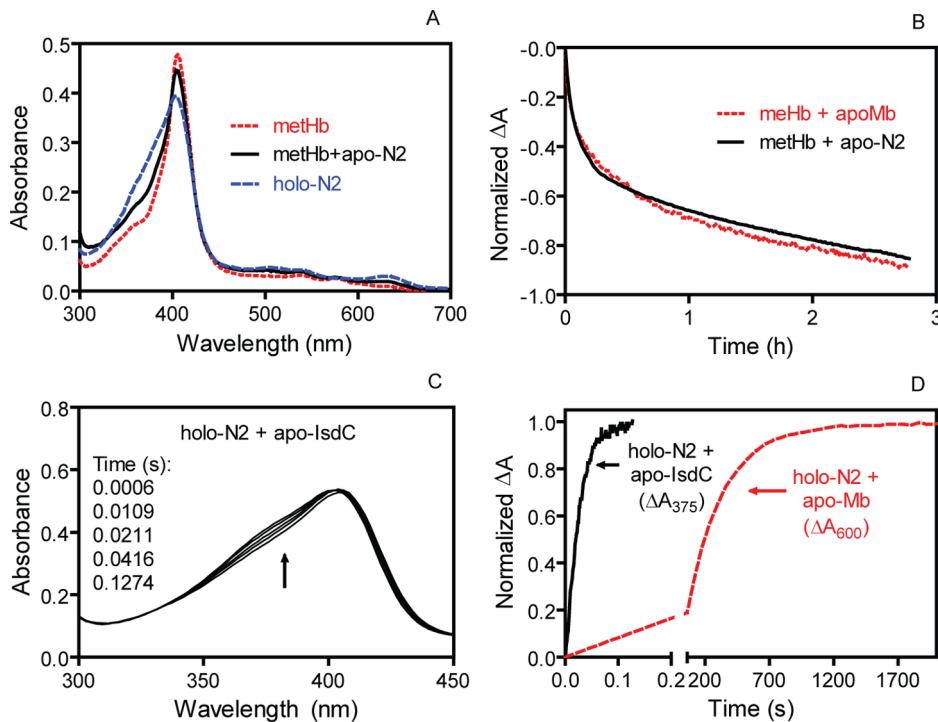 A
0.5
0.4
0.3
0.2
0.1
0.0
Absorbance
metHb
metHb+apo-N2
holo-N2
300
400
500
600
700
Wavelength (nm)
B
-0.0
-0.2
-0.4
-0.6
-0.8
-1.0
Normalized ΔA
meHb + apoMb
metHb + apo-N2
0
1
2
3
Time (h)
C
0.8
0.6
0.4
0.2
0.0
Absorbance
holo-N2 + apo-IsdC
Time (s):
0.0006
0.0109
0.0211
0.0416
0.1274
300
350
400
450
Wavelength (nm)
D
1.0
0.8
0.6
0.4
0.2
0.0
Normalized ΔA
holo-N2 +
apo-IsdC
(ΔA375)
holo-N2 +
apo-Mb
(ΔA600)
0.0
0.1
0.2
200
700
1200
1700
Time (s)